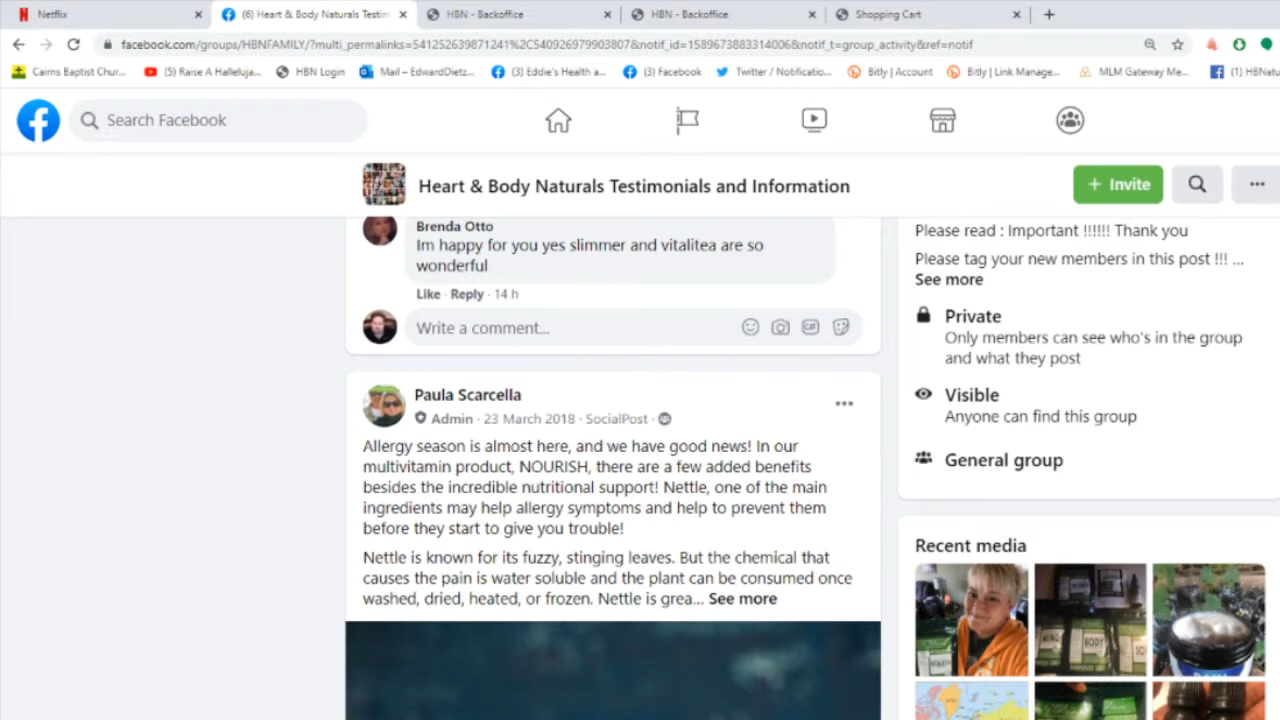 Netflix
(6) Heart & Body Naturals Testim
HBN - Backoffice
HBN - Backoffice
Shopping Cart
facebook.com/groups/HBNFAMILY/?multi_permalinks=541252639871241%2C540926979903807&notif_id=1589673883314006&notif_t=group_activity&ref=notif
Cairns Baptist Chur...
(5) Raise A Halleluja...
HBN Login
Mail – EdwardDietz...
(3) Eddie's Health a...
(3) Facebook
Twitter / Notificatio...
Bitly | Account
Bitly | Link Manage...
MLM Gateway Me...
(1) HBNatu
Search Facebook
Heart & Body Naturals Testimonials and Information
+ Invite
Brenda Otto
Im happy for you yes slimmer and vitalitea are so
wonderful
Like · Reply · 14 h
Write a comment...
GIF
Paula Scarcella
Admin · 23 March 2018 · SocialPost ·
Allergy season is almost here, and we have good news! In our
multivitamin product, NOURISH, there are a few added benefits
besides the incredible nutritional support! Nettle, one of the main
ingredients may help allergy symptoms and help to prevent them
before they start to give you trouble!
Nettle is known for its fuzzy, stinging leaves. But the chemical that
causes the pain is water soluble and the plant can be consumed once
washed, dried, heated, or frozen. Nettle is grea... See more
Please read : Important !!!!!! Thank you
Please tag your new members in this post !!! ...
See more
Private
Only members can see who's in the group
and what they post
Visible
Anyone can find this group
General group
Recent media
MIND
BODY